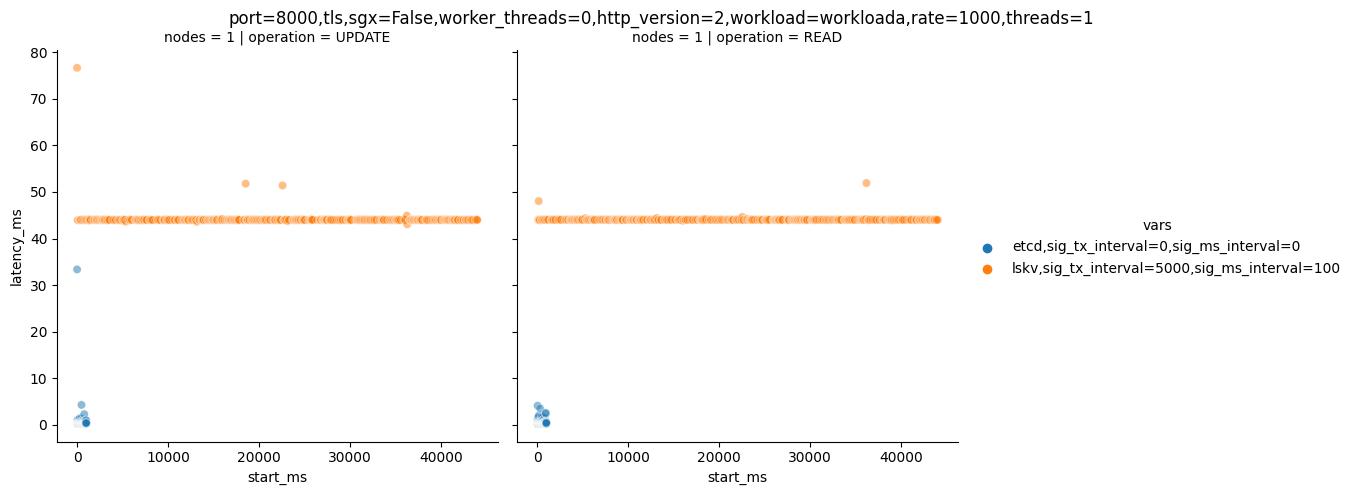 port=8000,tls,sgx=False,worker_threads=0,http_version=2,workload=workloada,rate=1000,threads=1
nodes = 1 | operation = UPDATE
nodes = 1 | operation = READ
80
70
60
50
40
30
20
10
0
latency_ms
0 10000 20000 30000 40000
start_ms
0 10000 20000 30000 40000
start_ms
vars
etcd,sig_tx_interval=0,sig_ms_interval=0
lskv,sig_tx_interval=5000,sig_ms_interval=100